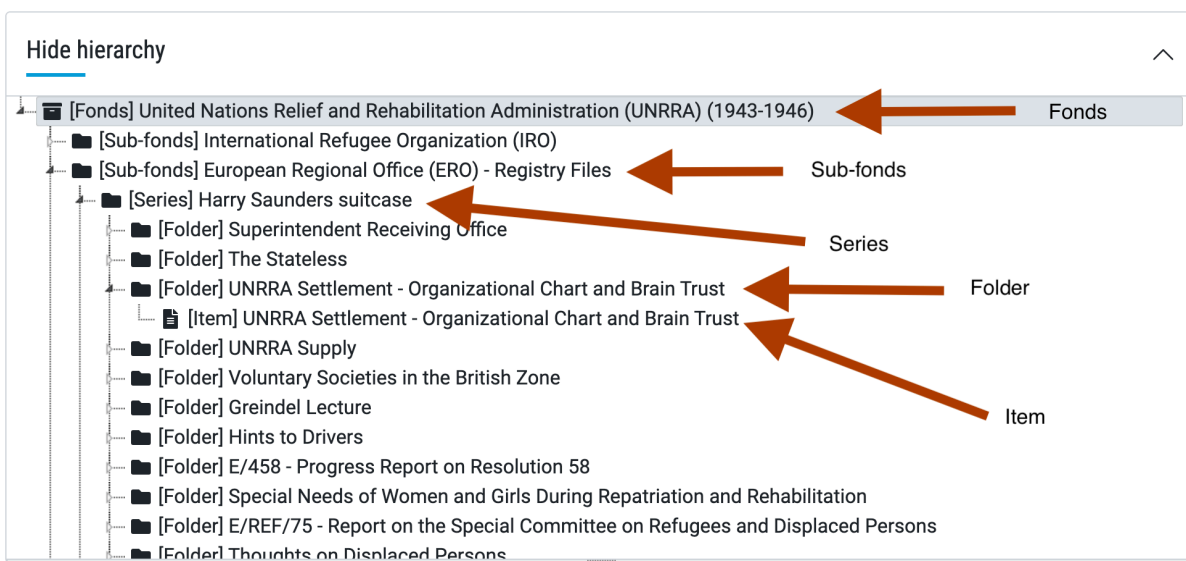 Hide hierarchy
[Fonds] United Nations Relief and Rehabilitation Administration (UNRRA) (1943-1946) Fonds
[Sub-fonds] International Refugee Organization (IRO)
[Sub-fonds] European Regional Office (ERO) - Registry Files Sub-fonds
[Series] Harry Saunders suitcase
[Folder] Superintendent Receiving Office
Series
[Folder] The Stateless
[Folder] UNRRA Settlement - Organizational Chart and Brain Trust Folder
[Item] UNRRA Settlement - Organizational Chart and Brain Trust
[Folder] UNRRA Supply
[Folder] Voluntary Societies in the British Zone
[Folder] Greindel Lecture
Item
[Folder] Hints to Drivers
[Folder] E/458 - Progress Report on Resolution 58
[Folder] Special Needs of Women and Girls During Repatriation and Rehabilitation
[Folder] E/REF/75 - Report on the Special Committee on Refugees and Displaced Persons
[Folder] Thoughts on Displaced Persons